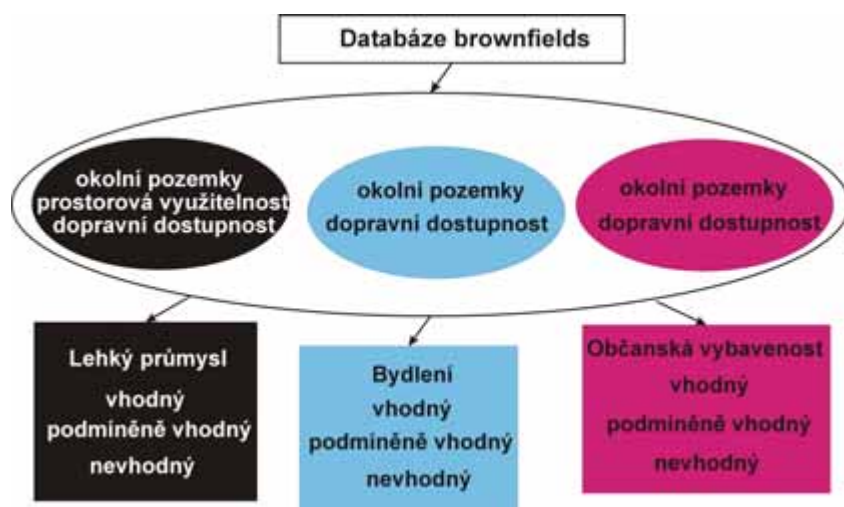 Databáze brownfields
okolní pozemky
prostorová využitelnost
dopravní dostupnost
okolní pozemky
dopravní dostupnost
okolní pozemky
dopravní dostupnost
Lehký průmysl
vhodný
podmíněně vhodný
nevhodný
Bydlení
vhodný
podmíněně vhodný
nevhodný
Občanská vybavenost
vhodný
podmíněně vhodný
nevhodný